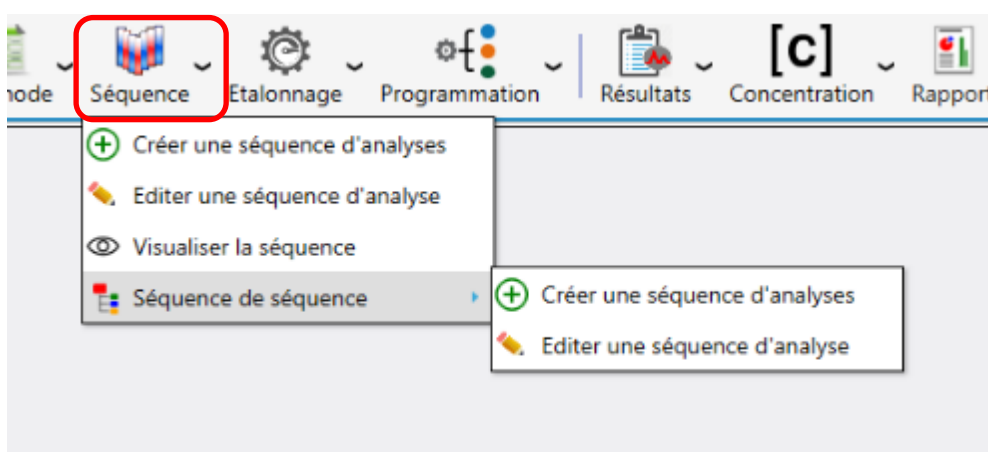 node Séquence Etalonnage Programmation Résultats [C] Concentration Rapport
Créer une séquence d'analyses
Editer une séquence d'analyse
Visualiser la séquence
Séquence de séquence
Créer une séquence d'analyses
Editer une séquence d'analyse